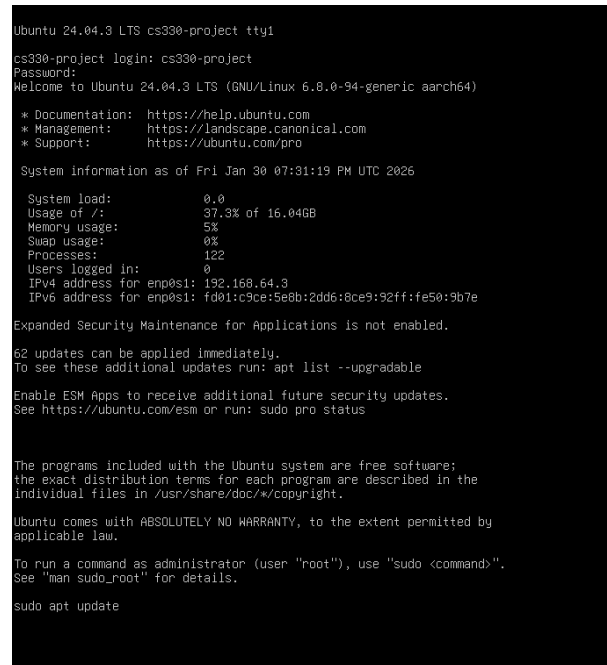 Ubuntu 24.04.3 LTS cs330-project tty1
cs330-project login: cs330-project
Password:
Welcome to Ubuntu 24.04.3 LTS (GNU/Linux 6.8.0-94-generic aarch64)
* Documentation: https://help.ubuntu.com
* Management: https://landscape.canonical.com
* Support: https://ubuntu.com/pro
System information as of Fri Jan 30 07:31:19 PM UTC 2026
System load: 0.0
Usage of /: 37.3% of 16.04GB
Memory usage: 5%
Swap usage: 0%
Processes: 122
Users logged in: 0
IPv4 address for enp0s1: 192.168.64.3
IPv6 address for enp0s1: fd01:c9ce:5e8b:2dd6:8ce9:92ff:fe50:9b7e
Expanded Security Maintenance for Applications is not enabled.
62 updates can be applied immediately.
To see these additional updates run: apt list --upgradable
Enable ESM Apps to receive additional future security updates.
See https://ubuntu.com/esm or run: sudo pro status
The programs included with the Ubuntu system are free software;
the exact distribution terms for each program are described in the
individual files in /usr/share/doc/*/copyright.
Ubuntu comes with ABSOLUTELY NO WARRANTY, to the extent permitted by
applicable law.
To run a command as administrator (user "root"), use "sudo <command>".
See "man sudo_root" for details.
sudo apt update